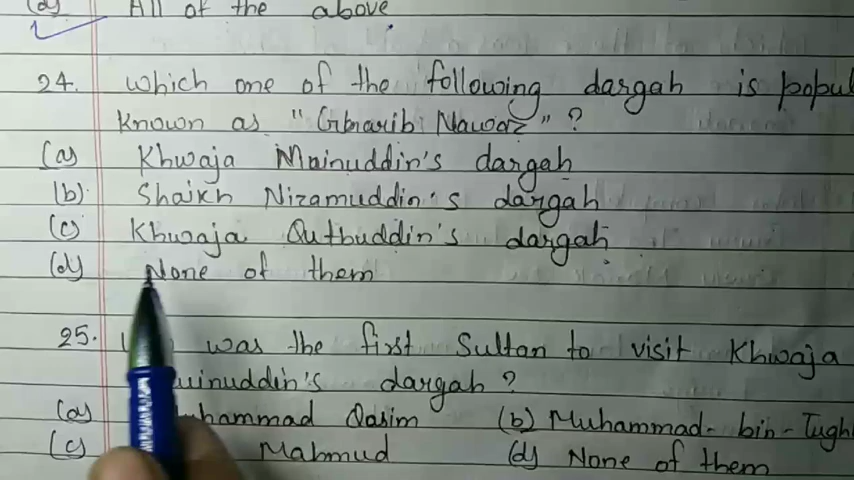 (d) All of the above.
24. Which one of the following dargah is popul
known as "Gharib Nawaz" ?
(a) Khwaja Mainuddin's dargah
(b) Shaikh Nizamuddin's dargah
(c) Khwaja Qutbuddin's dargah
(d) None of them
25. was the first Sultan to visit Khwaja
uinuddin's dargah ?
(a) uhammad Qasim (b) Muhammad-bin-Tugh
(c) Mahmud (d) None of them